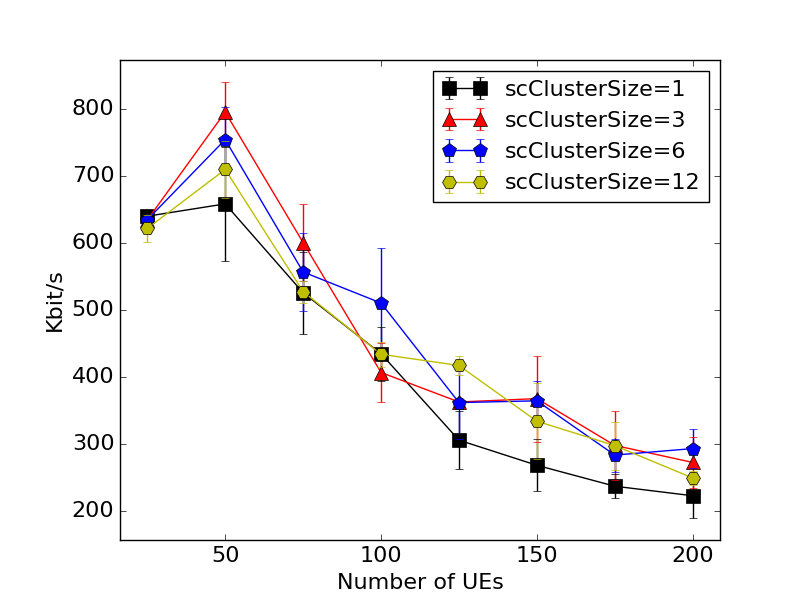 scClusterSize=1
scClusterSize=3
scClusterSize=6
scClusterSize=12
800
700
600
500
400
300
200
Kbit/s
50 100 150 200
Number of UEs